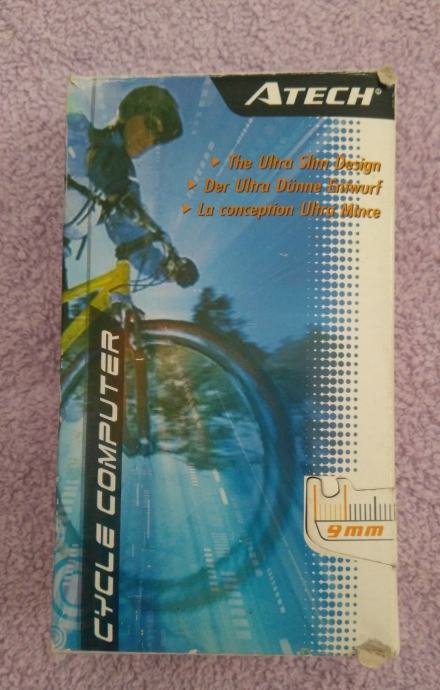 ATECH®
The Ultra Slim Design
Der Ultra Dünne Entwurf
La conception Ultra Mince
CYCLE COMPUTER
9mm